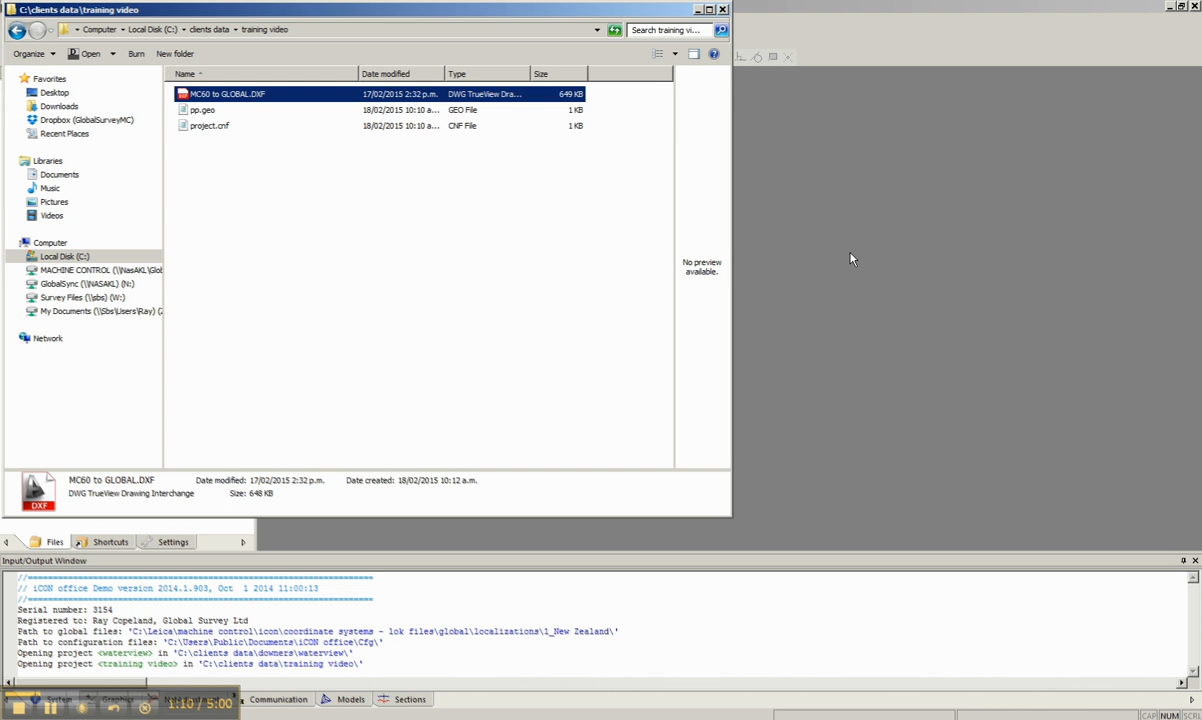 C:\clients data\training video
Computer Local Disk (C:) clients data training video
Search training vi...
Organize Open Burn New folder
Name Date modified Type Size
Favorites
Desktop
Downloads
Dropbox (GlobalSurveyMC)
Recent Places
Libraries
Documents
Music
Pictures
Videos
Computer
Local Disk (C:)
MACHINE CONTROL (\\NasAKL\Glob
GlobalSync (\\NASAKL) (N:)
Survey Files (\\sbs) (W:)
My Documents (\\Sbs\Users\Ray) (Z
Network
MC60 to GLOBAL.DXF 17/02/2015 2:32 p.m. DWG TrueView Dra... 649 KB
pp.geo 18/02/2015 10:10 a... GEO File 1 KB
project.cnf 18/02/2015 10:10 a... CNF File 1 KB
No preview
available.
DXF
MC60 to GLOBAL.DXF Date modified: 17/02/2015 2:32 p.m. Date created: 18/02/2015 10:12 a.m.
DWG TrueView Drawing Interchange Size: 648 KB
Files Shortcuts Settings
Input/Output Window
//=====================================================
// iCON office Demo version 2014.1.903, Oct 1 2014 11:00:13
//=====================================================
Serial number: 3154
Registered to: Ray Copeland, Global Survey Ltd
Path to global files: 'C:\Leica\machine control\icon\coordinate systems - lok files\global\localizations\1_New Zealand\'
Path to configuration files: 'C:\Users\Public\Documents\iCON office\Cfg\'
Opening project <waterview> in 'C:\clients data\downers\waterview\'
Opening project <training video> in 'C:\clients data\training video\'
System Graphics Communication Models Sections
1:10 / 5:00
CAP NUM SCRL